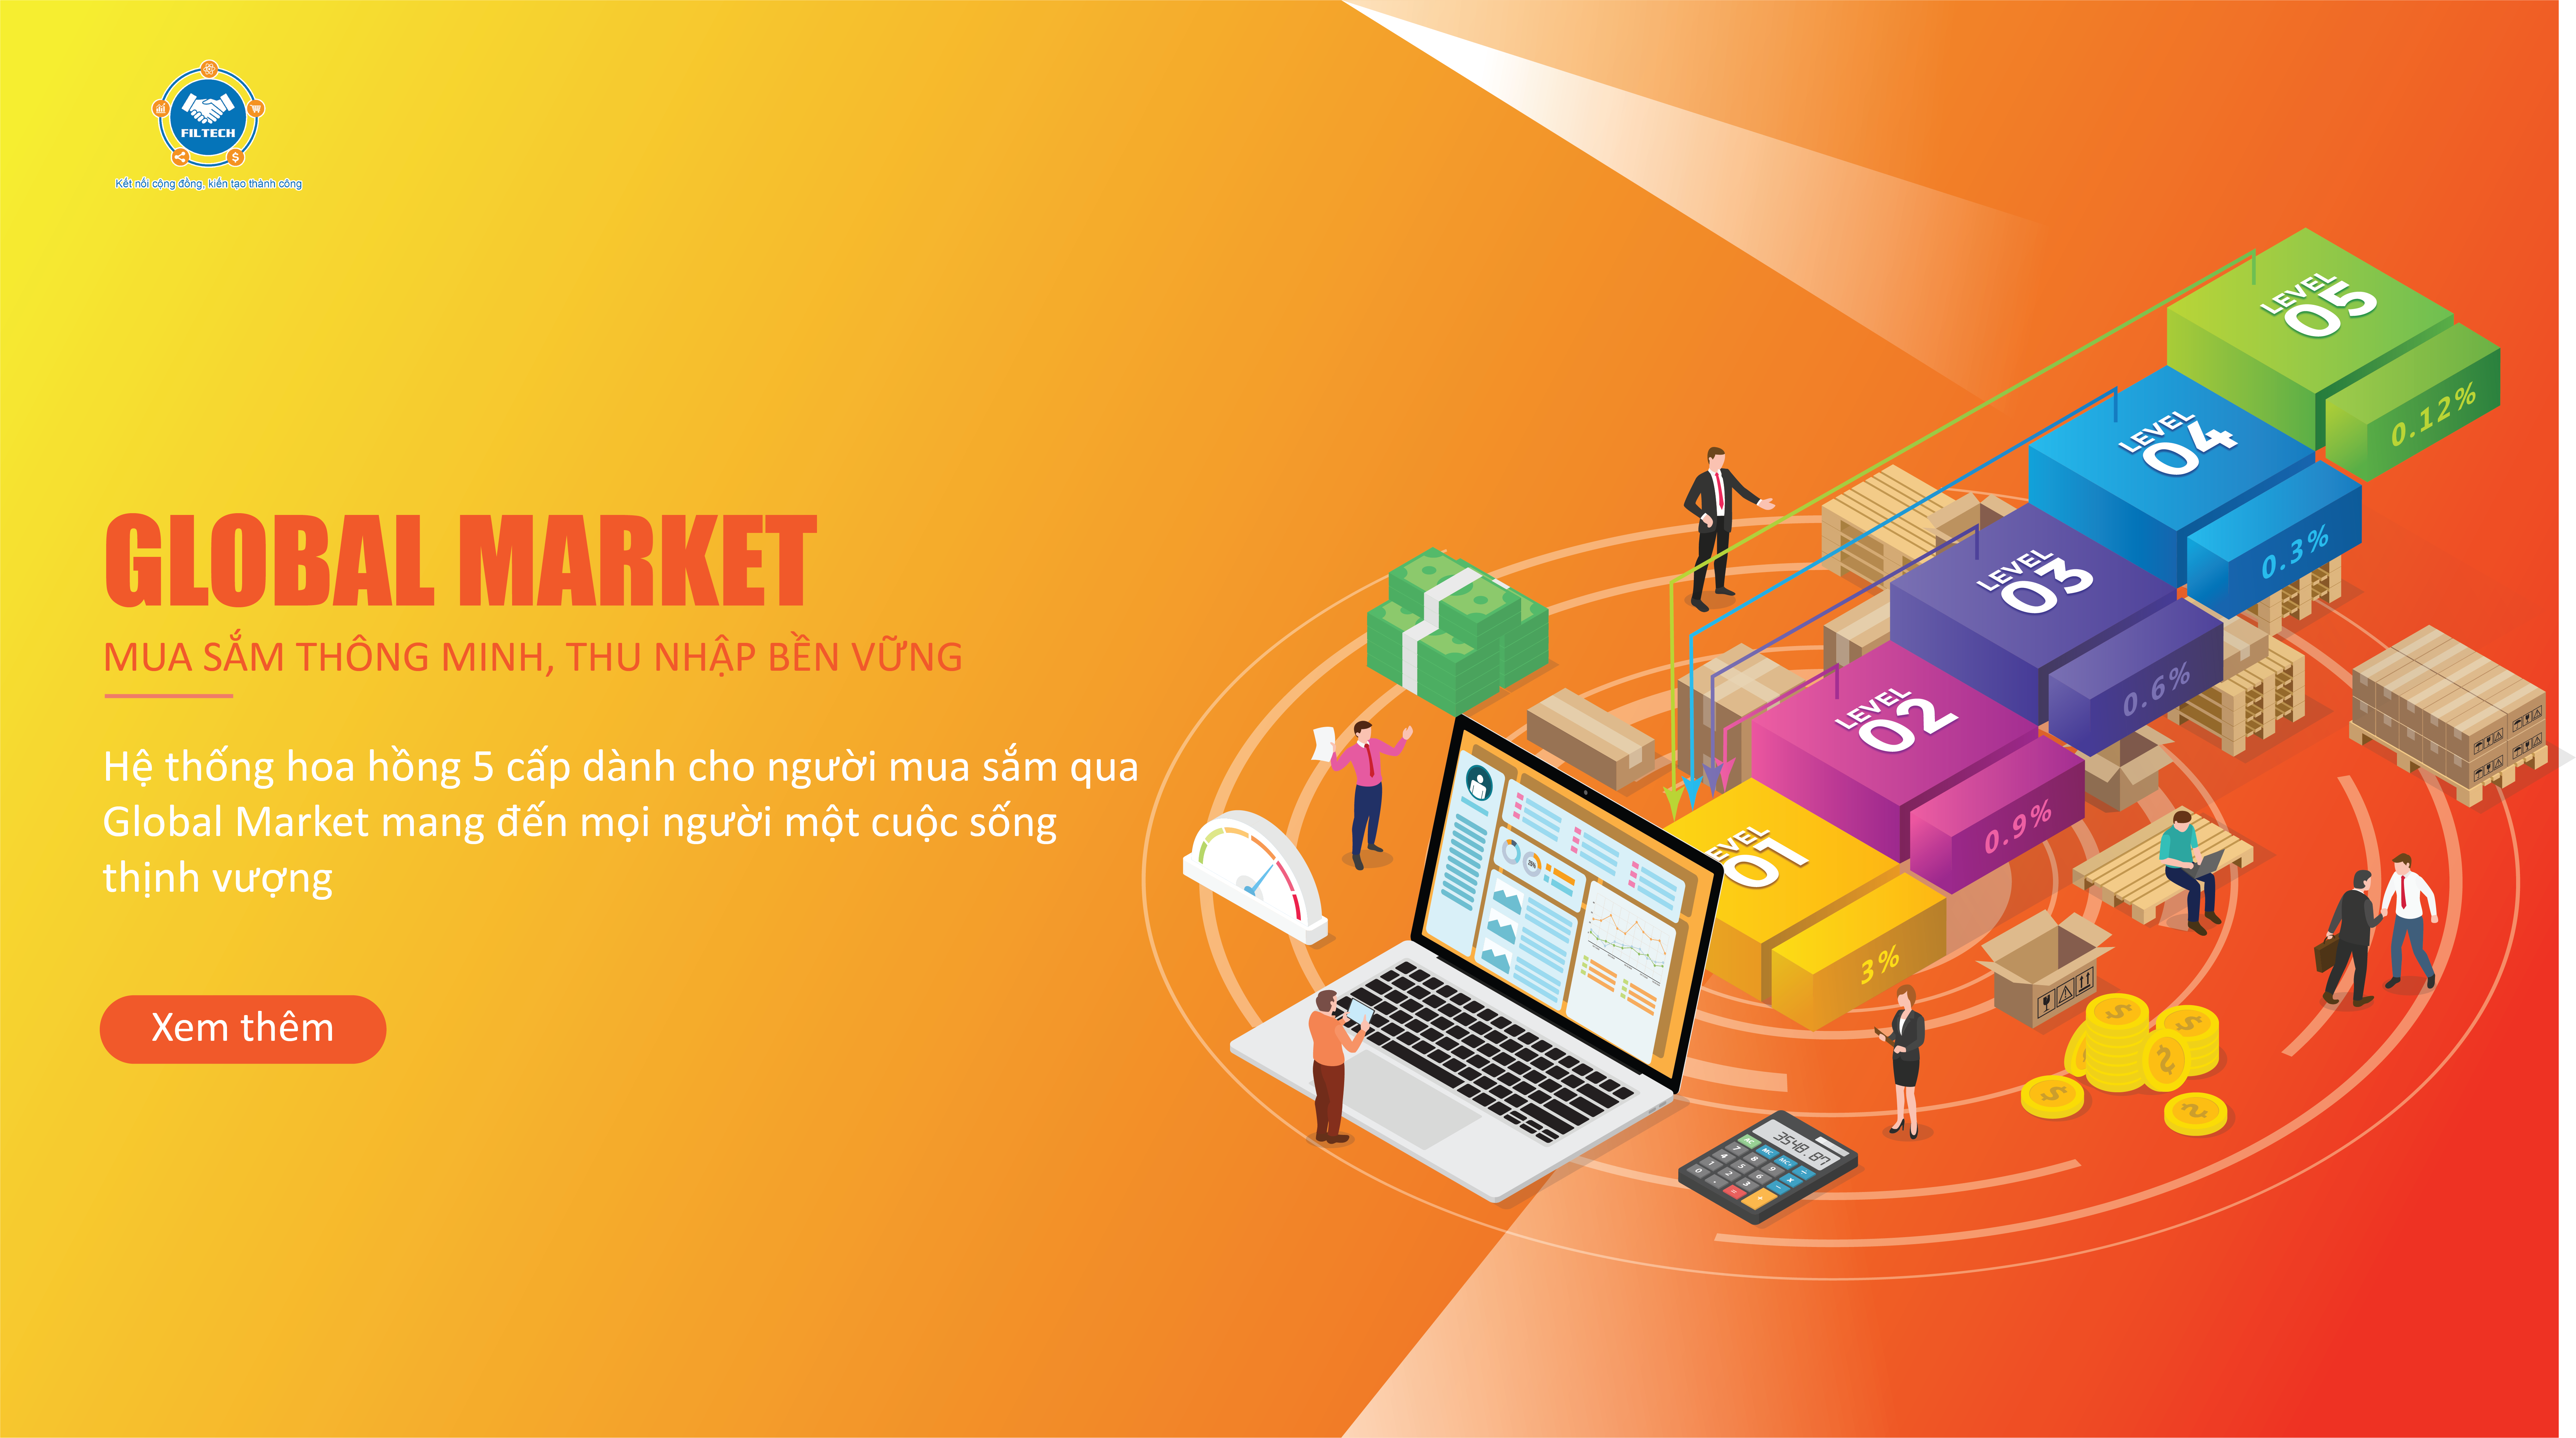 FILTECH
Kết nối cộng đồng, kiến tạo thành công
GLOBAL MARKET
MUA SẮM THÔNG MINH, THU NHẬP BỀN VỮNG
Hệ thống hoa hồng 5 cấp dành cho người mua sắm qua
Global Market mang đến mọi người một cuộc sống
thịnh vượng
Xem thêm
LEVEL
05
0.12%
LEVEL
04
0.3%
LEVEL
03
0.6%
LEVEL
02
0.9%
LEVEL
01
3%
3548.87